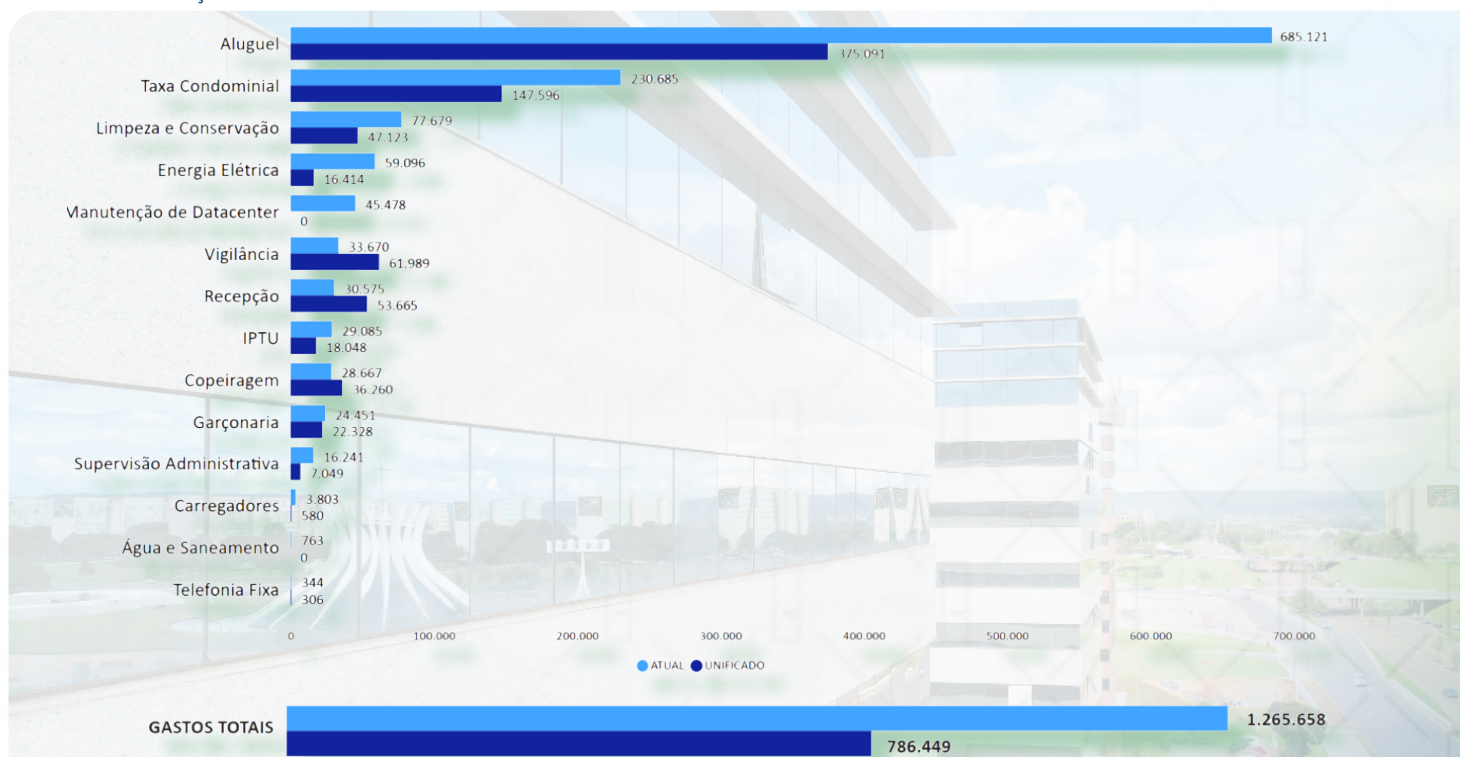 Aluguel
685.121
375.091
Taxa Condominial
230.685
147.596
Limpeza e Conservação
77.679
47.123
Energia Elétrica
59.096
16.414
Manutenção de Datacenter
45.478
0
Vigilância
33.670
61.989
Recepção
30.575
53.665
IPTU
29.085
18.048
Copeiragem
28.667
36.260
Garçonaria
24.451
22.328
Supervisão Administrativa
16.241
7.049
Carregadores
3.803
580
Água e Saneamento
763
0
Telefonia Fixa
344
306
0 100.000 200.000 300.000 400.000 500.000 600.000 700.000
ATUAL UNIFICADO
GASTOS TOTAIS
1.265.658
786.449